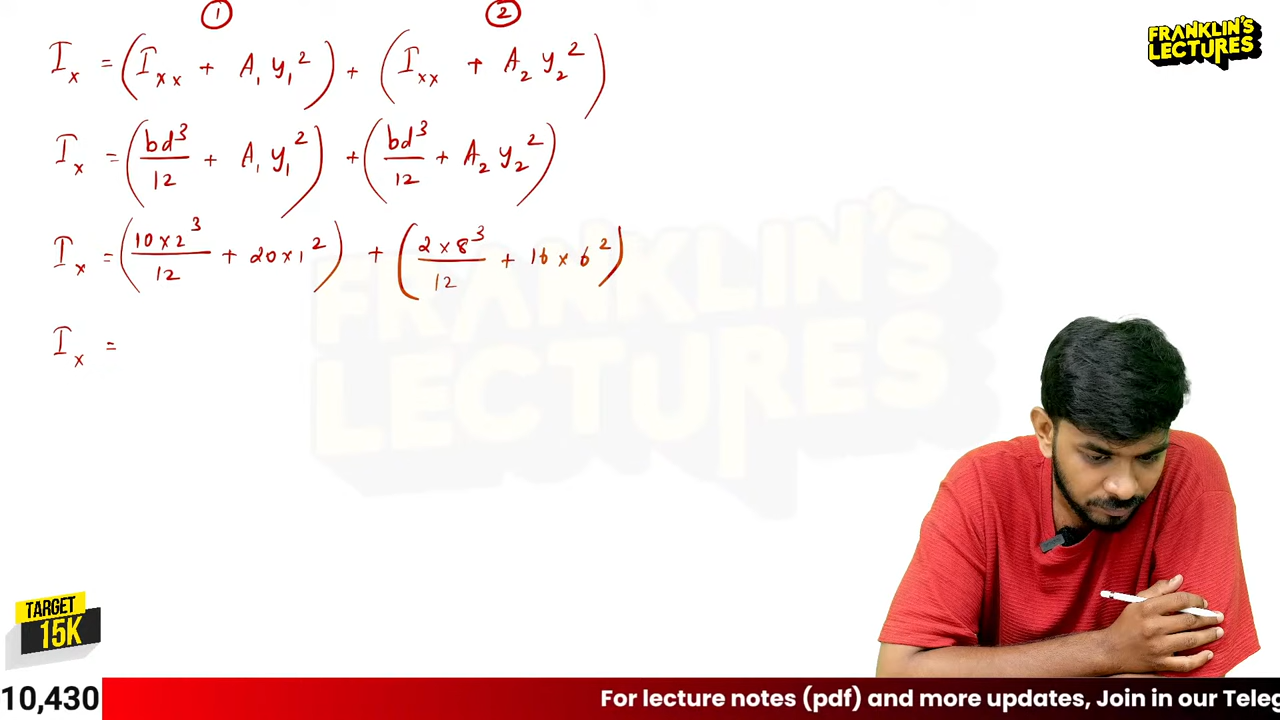 ① ②
FRANKLIN'S
LECTURES
Iₓ = (Iₓₓ + A₁ y₁²) + (Iₓₓ + A₂ y₂²)
Iₓ = (bd³/12 + A₁ y₁²) + (bd³/12 + A₂ y₂²)
Iₓ = (10 × 2³/12 + 20 × 1²) + (2 × 8³/12 + 16 × 6²)
Iₓ =
FRANKLIN'S
LECTURES
TARGET
15K
10,430 For lecture notes (pdf) and more updates, Join in our Teleg